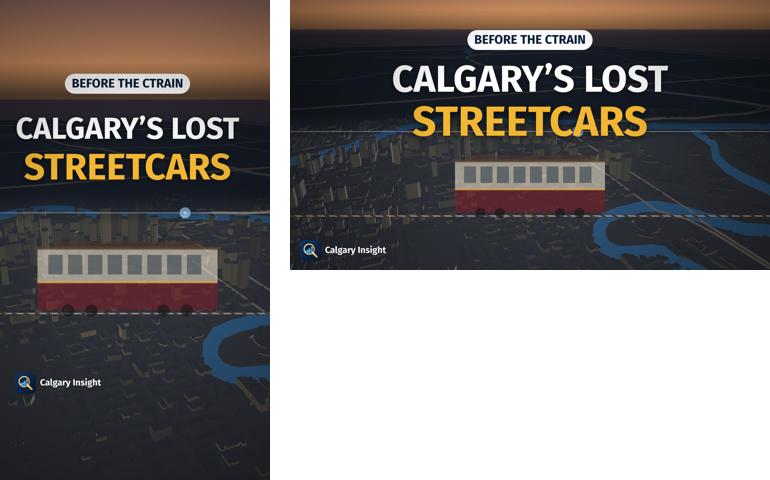 BEFORE THE CTRAIN
CALGARY’S LOST
STREETCARS
Calgary Insight
BEFORE THE CTRAIN
CALGARY’S LOST
STREETCARS
Calgary Insight